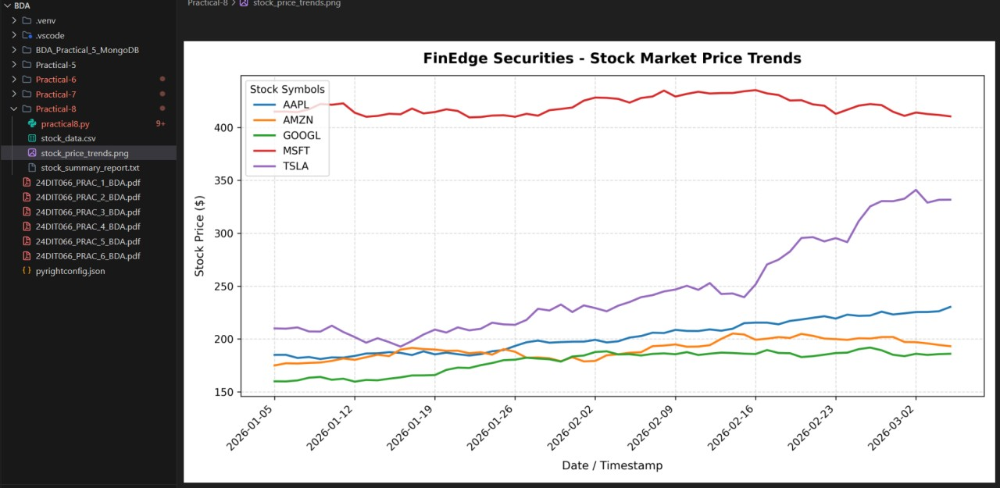 BDA
.venv
.vscode
BDA_Practical_5_MongoDB
Practical-5
Practical-6
Practical-7
Practical-8
practical8.py 9+
stock_data.csv
stock_price_trends.png
stock_summary_report.txt
24DIT066_PRAC_1_BDA.pdf
24DIT066_PRAC_2_BDA.pdf
24DIT066_PRAC_3_BDA.pdf
24DIT066_PRAC_4_BDA.pdf
24DIT066_PRAC_5_BDA.pdf
24DIT066_PRAC_6_BDA.pdf
{} pyrightconfig.json
Practical-8 > stock_price_trends.png
FinEdge Securities - Stock Market Price Trends
Stock Symbols
AAPL
AMZN
GOOGL
MSFT
TSLA
Stock Price ($)
400
350
300
250
200
150
2026-01-05
2026-01-12
2026-01-19
2026-01-26
2026-02-02
2026-02-09
2026-02-16
2026-02-23
2026-03-02
Date / Timestamp